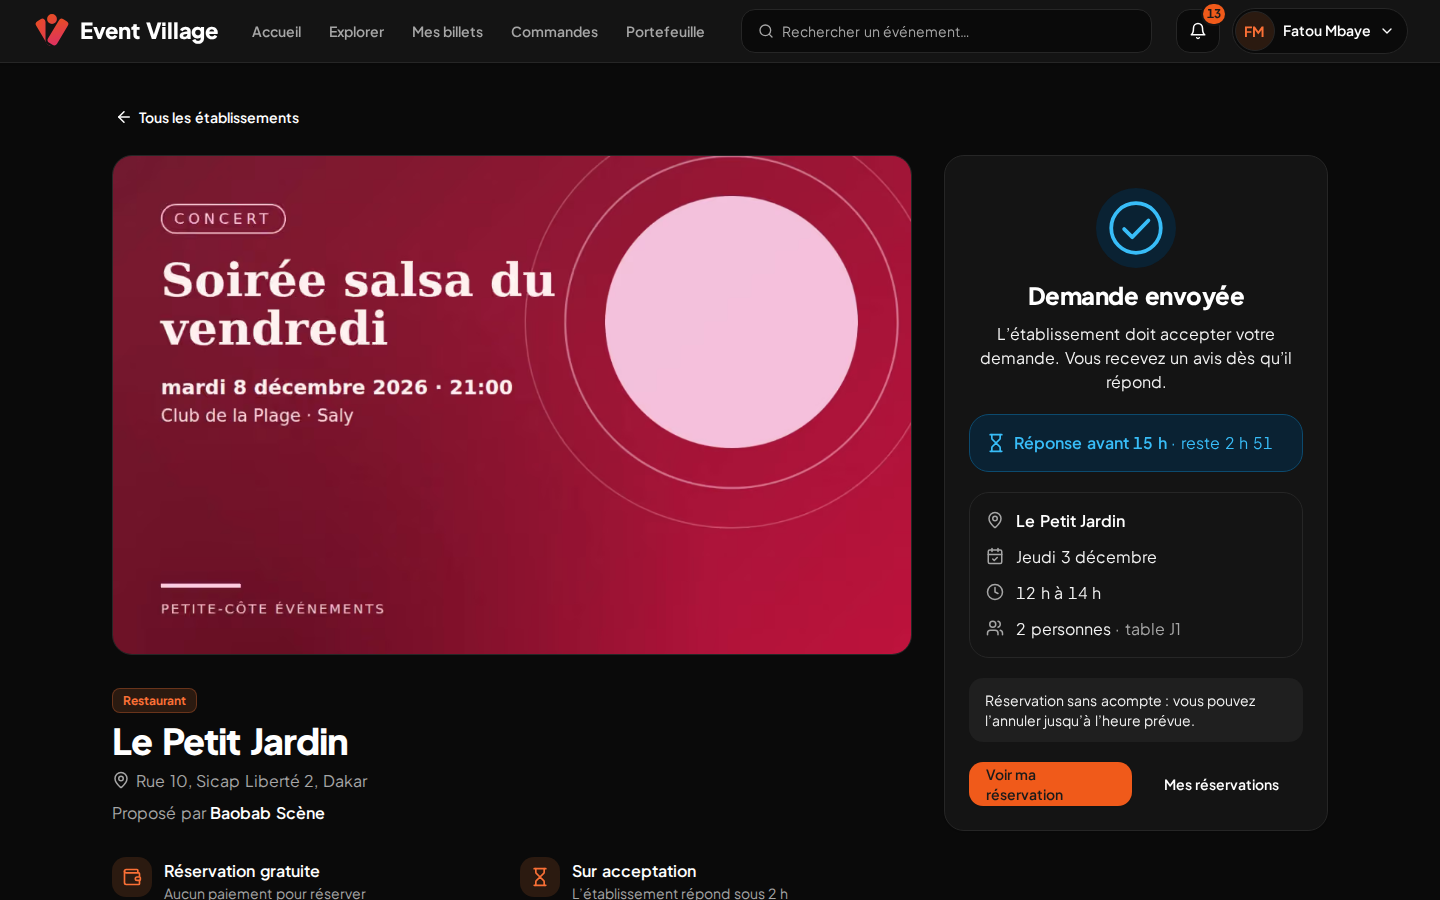 Event Village
Accueil
Explorer
Mes billets
Commandes
Portefeuille
Rechercher un événement…
13
FM
Fatou Mbaye
Tous les établissements
CONCERT
Soirée salsa du
vendredi
mardi 8 décembre 2026 · 21:00
Club de la Plage · Saly
PETITE-CÔTE ÉVÉNEMENTS
Restaurant
Le Petit Jardin
Rue 10, Sicap Liberté 2, Dakar
Proposé par Baobab Scène
Réservation gratuite
Aucun paiement pour réserver
Sur acceptation
L’établissement répond sous 2 h
Demande envoyée
L’établissement doit accepter votre
demande. Vous recevez un avis dès qu’il
répond.
Réponse avant 15 h · reste 2 h 51
Le Petit Jardin
Jeudi 3 décembre
12 h à 14 h
2 personnes · table J1
Réservation sans acompte : vous pouvez
l’annuler jusqu’à l’heure prévue.
Voir ma
réservation
Mes réservations